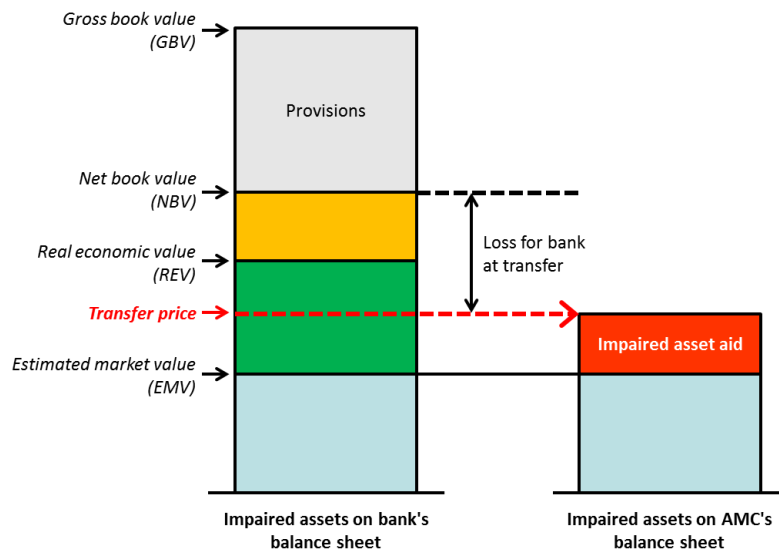 Gross book value
(GBV)
Provisions
Net book value
(NBV)
Real economic value
(REV)
Loss for bank
at transfer
Transfer price
Impaired asset aid
Estimated market value
(EMV)
Impaired assets on bank's
balance sheet
Impaired assets on AMC's
balance sheet